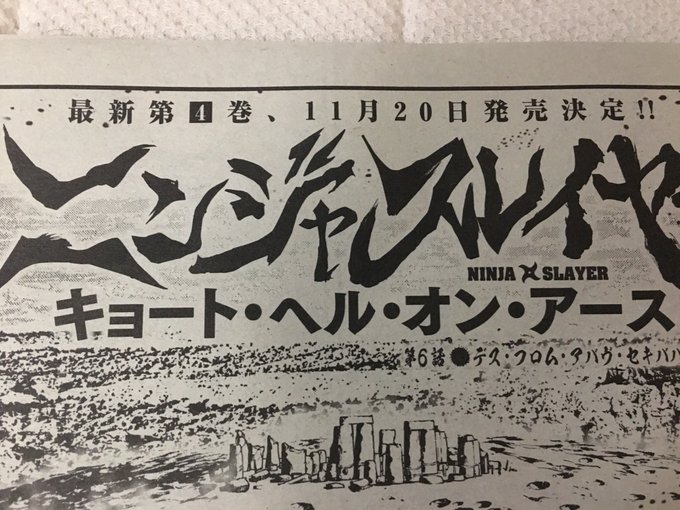 最新第4巻、11月20日発売決定!!
ニンジャスレイヤー
NINJA SLAYER
キョート・ヘル・オン・アース
第6話●デス・フロム・アバヴ・セキバハ